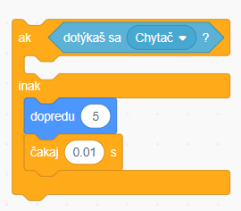 ak dotýkaš sa Chytač ?
inak
dopredu 5
čakaj 0.01 s